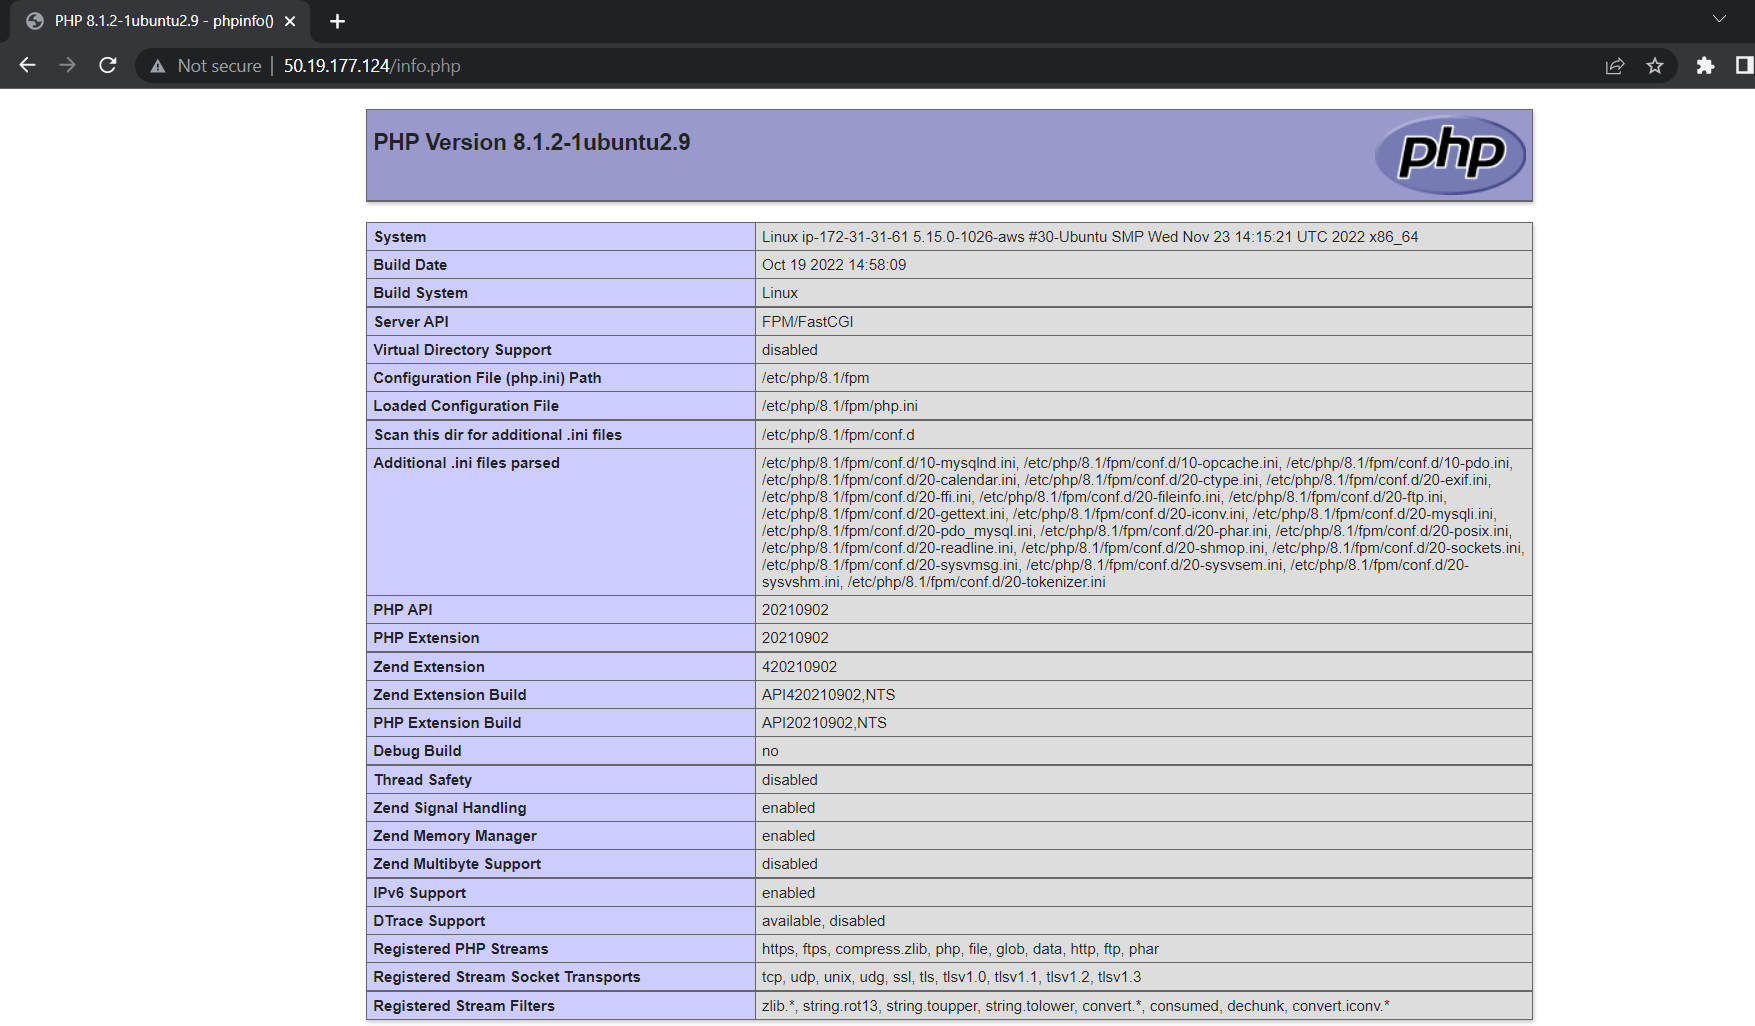 PHP 8.1.2-1ubuntu2.9 - phpinfo()
Not secure 50.19.177.124/info.php
PHP Version 8.1.2-1ubuntu2.9
php
System Linux ip-172-31-31-61 5.15.0-1026-aws #30-Ubuntu SMP Wed Nov 23 14:15:21 UTC 2022 x86_64
Build Date Oct 19 2022 14:58:09
Build System Linux
Server API FPM/FastCGI
Virtual Directory Support disabled
Configuration File (php.ini) Path /etc/php/8.1/fpm
Loaded Configuration File /etc/php/8.1/fpm/php.ini
Scan this dir for additional .ini files /etc/php/8.1/fpm/conf.d
Additional .ini files parsed /etc/php/8.1/fpm/conf.d/10-mysqlnd.ini, /etc/php/8.1/fpm/conf.d/10-opcache.ini, /etc/php/8.1/fpm/conf.d/10-pdo.ini,
/etc/php/8.1/fpm/conf.d/20-calendar.ini, /etc/php/8.1/fpm/conf.d/20-ctype.ini, /etc/php/8.1/fpm/conf.d/20-exif.ini,
/etc/php/8.1/fpm/conf.d/20-ffi.ini, /etc/php/8.1/fpm/conf.d/20-fileinfo.ini, /etc/php/8.1/fpm/conf.d/20-ftp.ini,
/etc/php/8.1/fpm/conf.d/20-gettext.ini, /etc/php/8.1/fpm/conf.d/20-iconv.ini, /etc/php/8.1/fpm/conf.d/20-mysqli.ini,
/etc/php/8.1/fpm/conf.d/20-pdo_mysql.ini, /etc/php/8.1/fpm/conf.d/20-phar.ini, /etc/php/8.1/fpm/conf.d/20-posix.ini,
/etc/php/8.1/fpm/conf.d/20-readline.ini, /etc/php/8.1/fpm/conf.d/20-shmop.ini, /etc/php/8.1/fpm/conf.d/20-sockets.ini,
/etc/php/8.1/fpm/conf.d/20-sysvmsg.ini, /etc/php/8.1/fpm/conf.d/20-sysvsem.ini, /etc/php/8.1/fpm/conf.d/20-
sysvshm.ini, /etc/php/8.1/fpm/conf.d/20-tokenizer.ini
PHP API 20210902
PHP Extension 20210902
Zend Extension 420210902
Zend Extension Build API420210902,NTS
PHP Extension Build API20210902,NTS
Debug Build no
Thread Safety disabled
Zend Signal Handling enabled
Zend Memory Manager enabled
Zend Multibyte Support disabled
IPv6 Support enabled
DTrace Support available, disabled
Registered PHP Streams https, ftps, compress.zlib, php, file, glob, data, http, ftp, phar
Registered Stream Socket Transports tcp, udp, unix, udg, ssl, tls, tlsv1.0, tlsv1.1, tlsv1.2, tlsv1.3
Registered Stream Filters zlib.*, string.rot13, string.toupper, string.tolower, convert.*, consumed, dechunk, convert.iconv.*